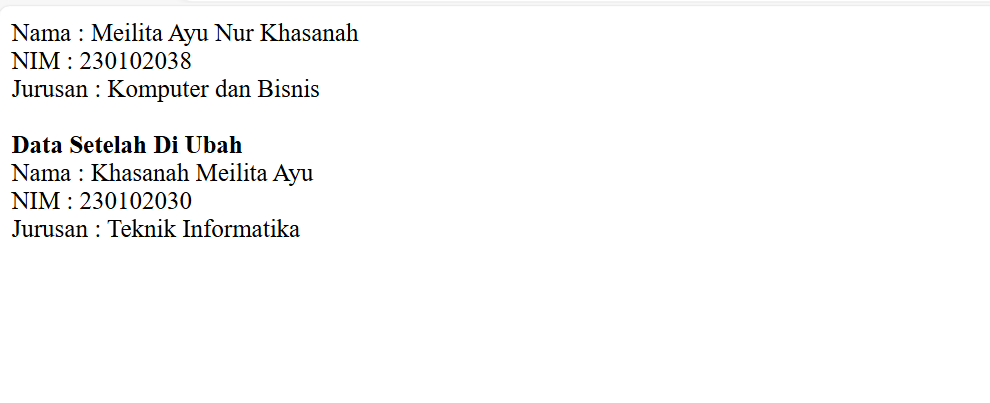 Nama : Meilita Ayu Nur Khasanah
NIM : 230102038
Jurusan : Komputer dan Bisnis
Data Setelah Di Ubah
Nama : Khasanah Meilita Ayu
NIM : 230102030
Jurusan : Teknik Informatika